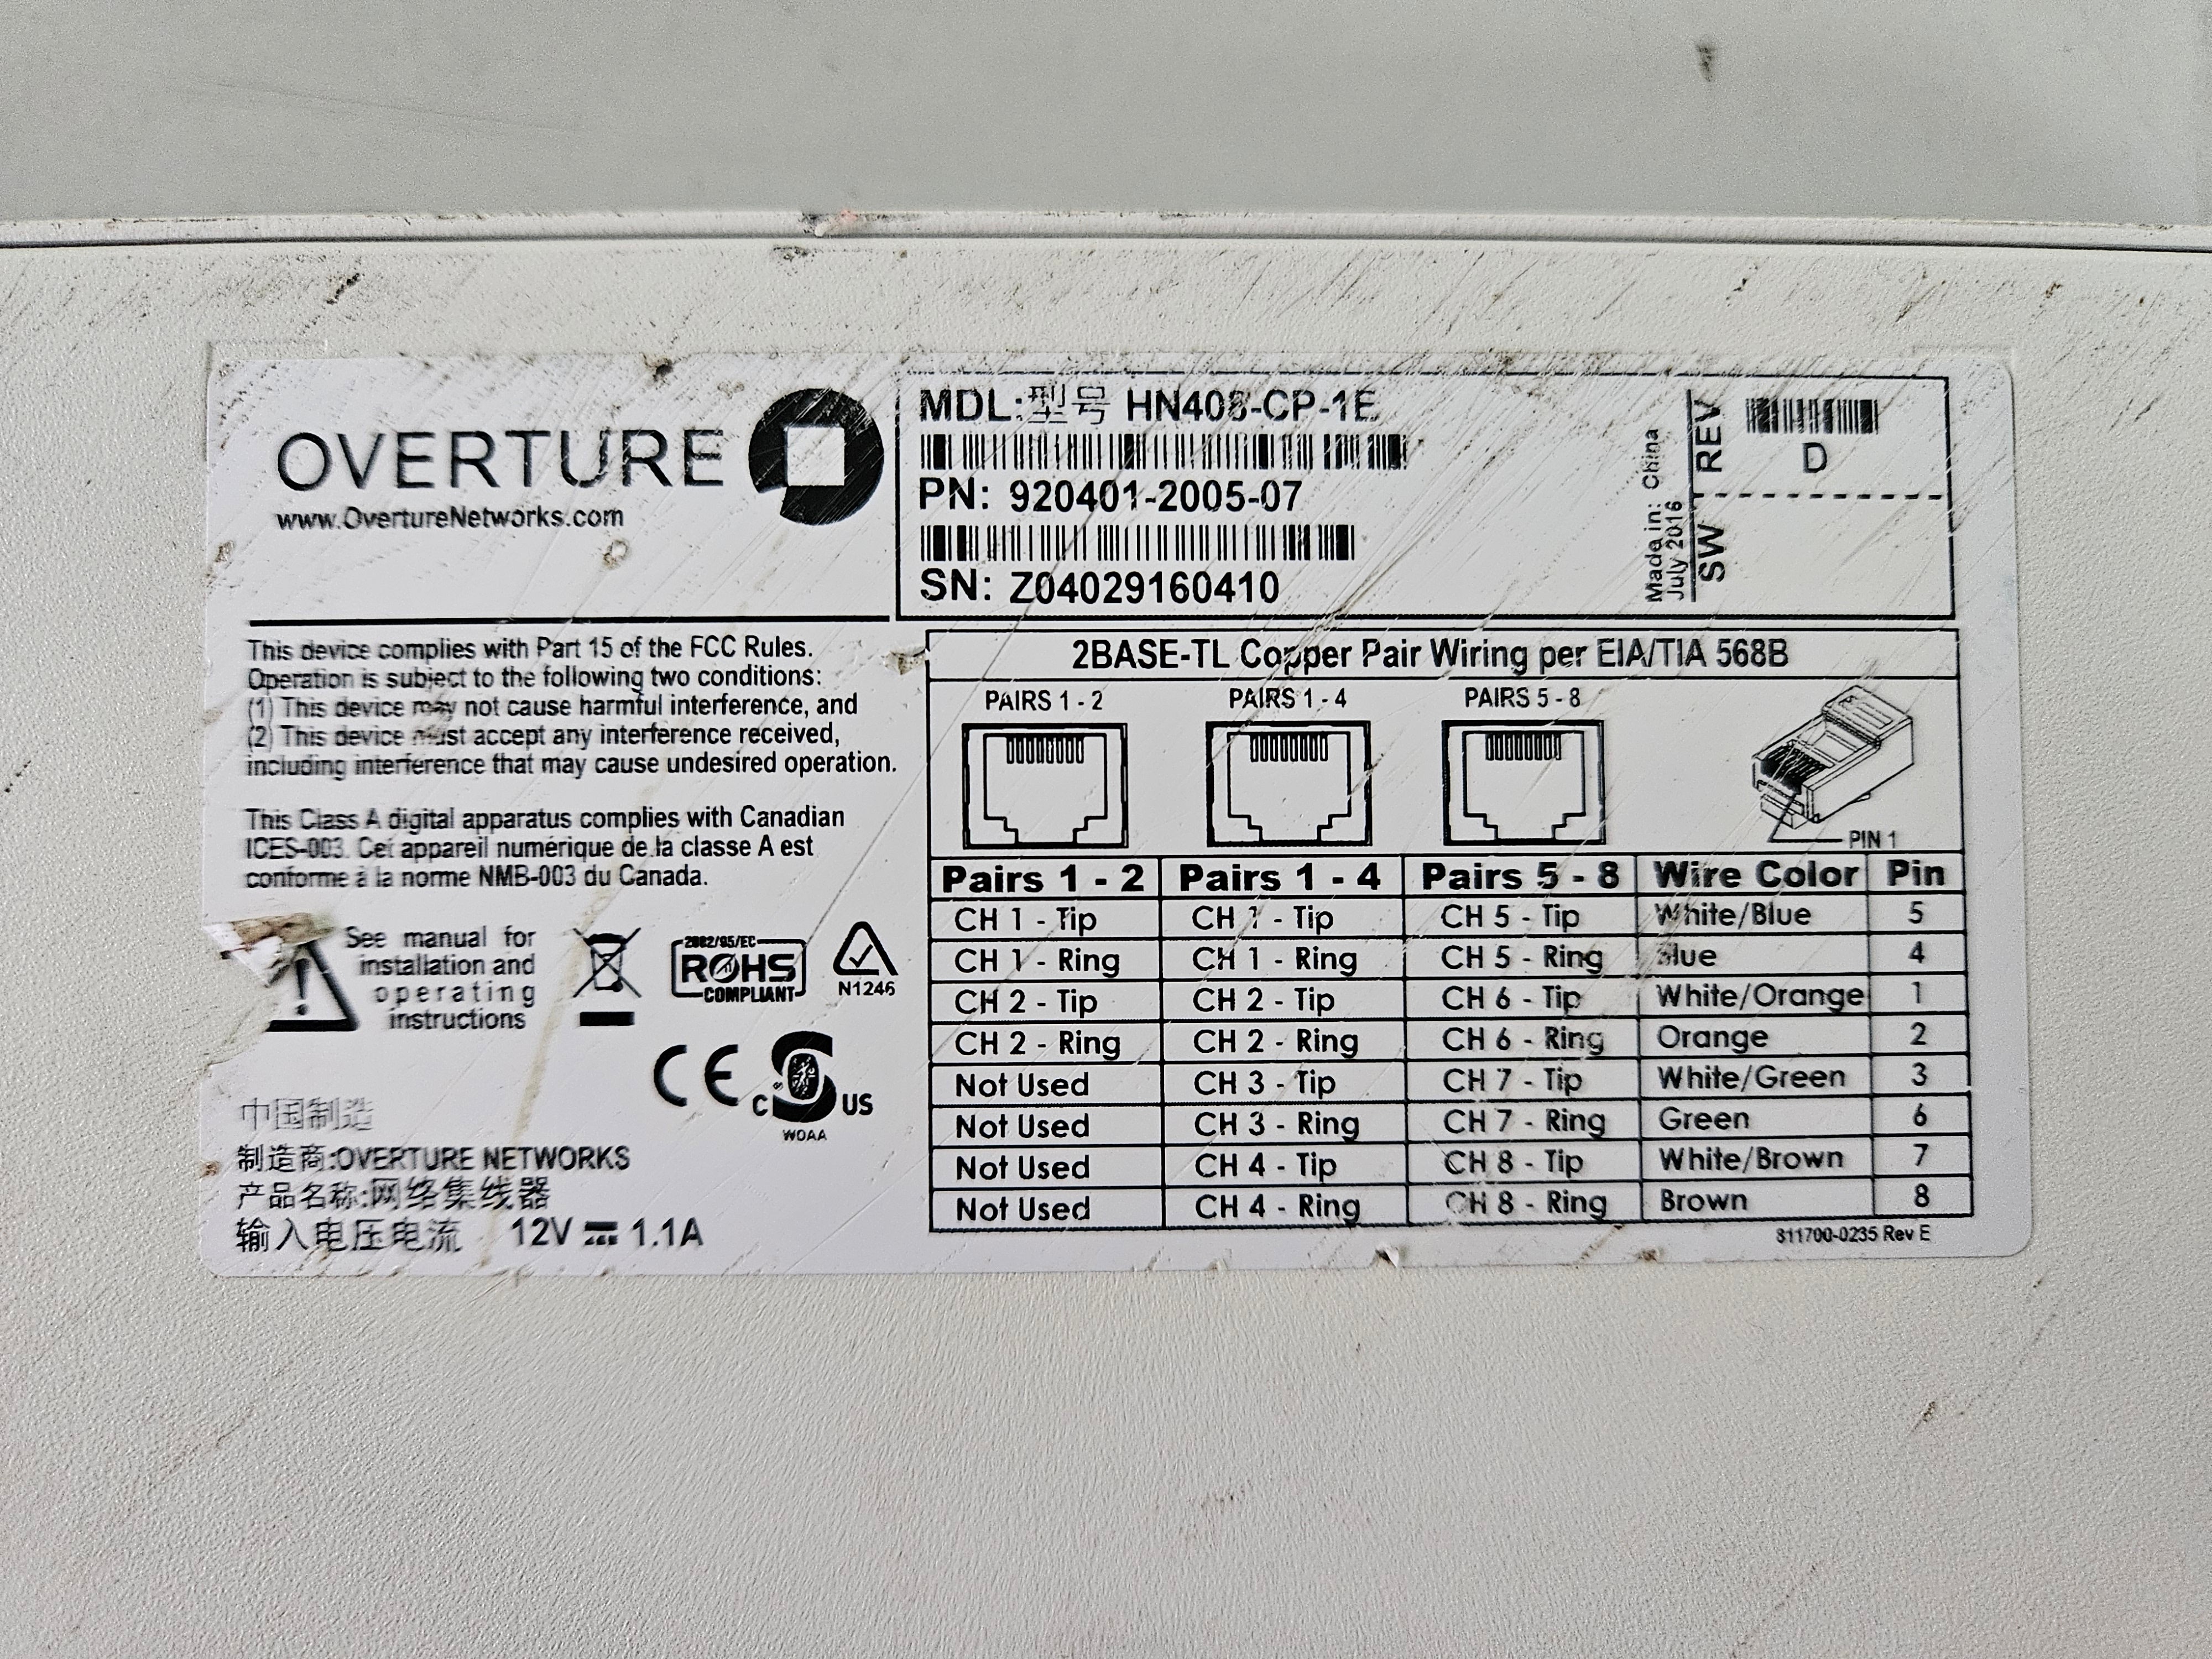 OVERTURE
www.OvertureNetworks.com
MDL:型号 HN408-CP-1E
PN: 920401-2005-07
SN: Z04029160410
Made in: China
July 2016
REV
D
SW
This device complies with Part 15 of the FCC Rules.
Operation is subject to the following two conditions:
(1) This device may not cause harmful interference, and
(2) This device must accept any interference received,
including interference that may cause undesired operation.
This Class A digital apparatus complies with Canadian
ICES-003. Cet appareil numérique de la classe A est
conforme à la norme NMB-003 du Canada.
See manual for
installation and
operating
instructions
2002/95/EC
ROHS
COMPLIANT
N1246
CE
C US
WOAA
中国制造
制造商:OVERTURE NETWORKS
产品名称:网络集线器
输入电压电流 12V 1.1A
2BASE-TL Copper Pair Wiring per EIA/TIA 568B
PAIRS 1 - 2 PAIRS 1 - 4 PAIRS 5 - 8
PIN 1
Pairs 1 - 2 Pairs 1 - 4 Pairs 5 - 8 Wire Color Pin
CH 1 - Tip CH 1 - Tip CH 5 - Tip White/Blue 5
CH 1 - Ring CH 1 - Ring CH 5 - Ring Blue 4
CH 2 - Tip CH 2 - Tip CH 6 - Tip White/Orange 1
CH 2 - Ring CH 2 - Ring CH 6 - Ring Orange 2
Not Used CH 3 - Tip CH 7 - Tip White/Green 3
Not Used CH 3 - Ring CH 7 - Ring Green 6
Not Used CH 4 - Tip CH 8 - Tip White/Brown 7
Not Used CH 4 - Ring CH 8 - Ring Brown 8
811700-0235 Rev E